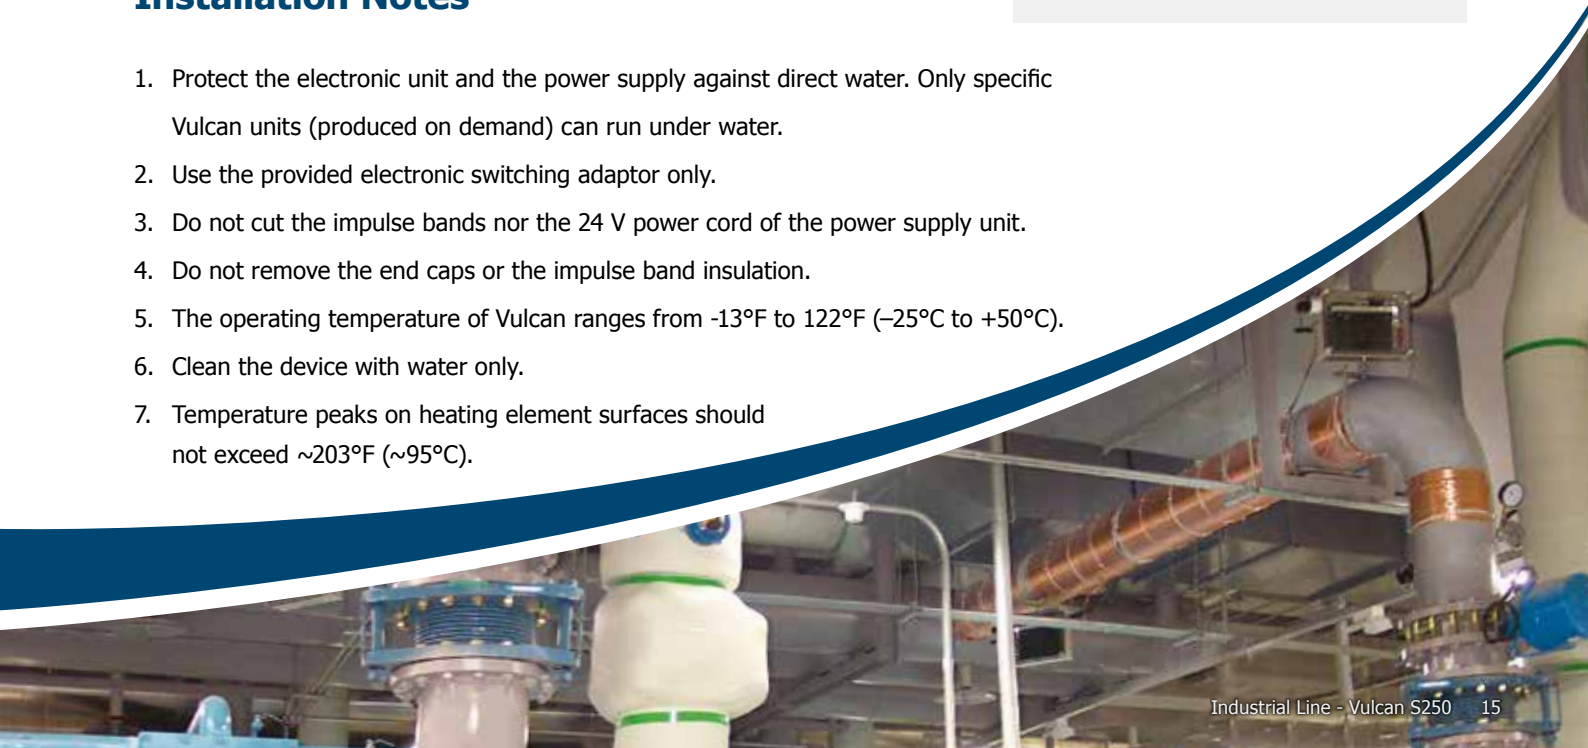 Installation Notes
1. Protect the electronic unit and the power supply against direct water. Only specific
Vulcan units (produced on demand) can run under water.
2. Use the provided electronic switching adaptor only.
3. Do not cut the impulse bands nor the 24 V power cord of the power supply unit.
4. Do not remove the end caps or the impulse band insulation.
5. The operating temperature of Vulcan ranges from -13°F to 122°F (–25°C to +50°C).
6. Clean the device with water only.
7. Temperature peaks on heating element surfaces should
not exceed ~203°F (~95°C).
Industrial Line - Vulcan S250 15